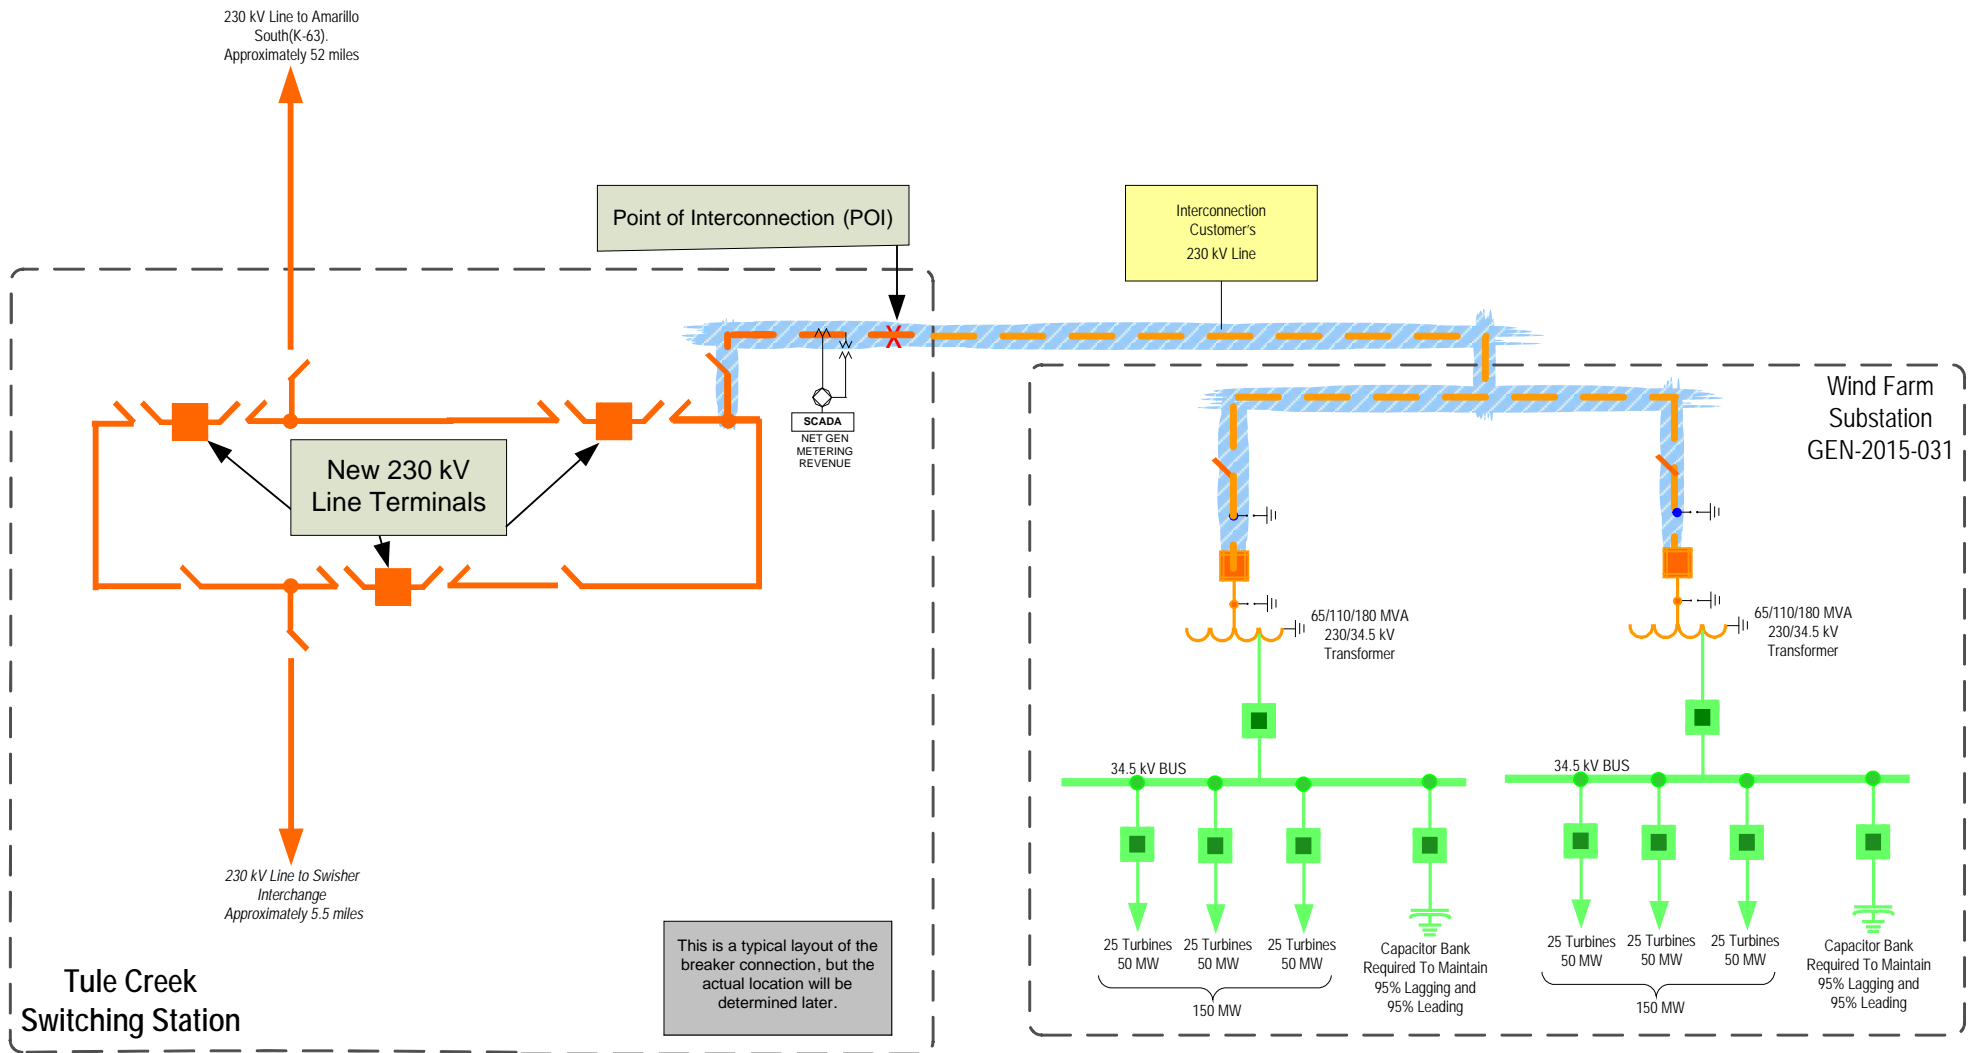 230 kV Line to Amarillo
South(K-63).
Approximately 52 miles
Point of Interconnection (POI)
Interconnection
Customer's
230 kV Line
X
Wind Farm
Substation
GEN-2015-031
SCADA
NET GEN
METERING
REVENUE
New 230 kV
Line Terminals
65/110/180 MVA
230/34.5 kV
Transformer
65/110/180 MVA
230/34.5 kV
Transformer
34.5 kV BUS
34.5 kV BUS
230 kV Line to Swisher
Interchange
Approximately 5.5 miles
This is a typical layout of the
breaker connection, but the
actual location will be
determined later.
Tule Creek
Switching Station
25 Turbines
50 MW
25 Turbines
50 MW
25 Turbines
50 MW
150 MW
Capacitor Bank
Required To Maintain
95% Lagging and
95% Leading
25 Turbines
50 MW
25 Turbines
50 MW
25 Turbines
50 MW
150 MW
Capacitor Bank
Required To Maintain
95% Lagging and
95% Leading